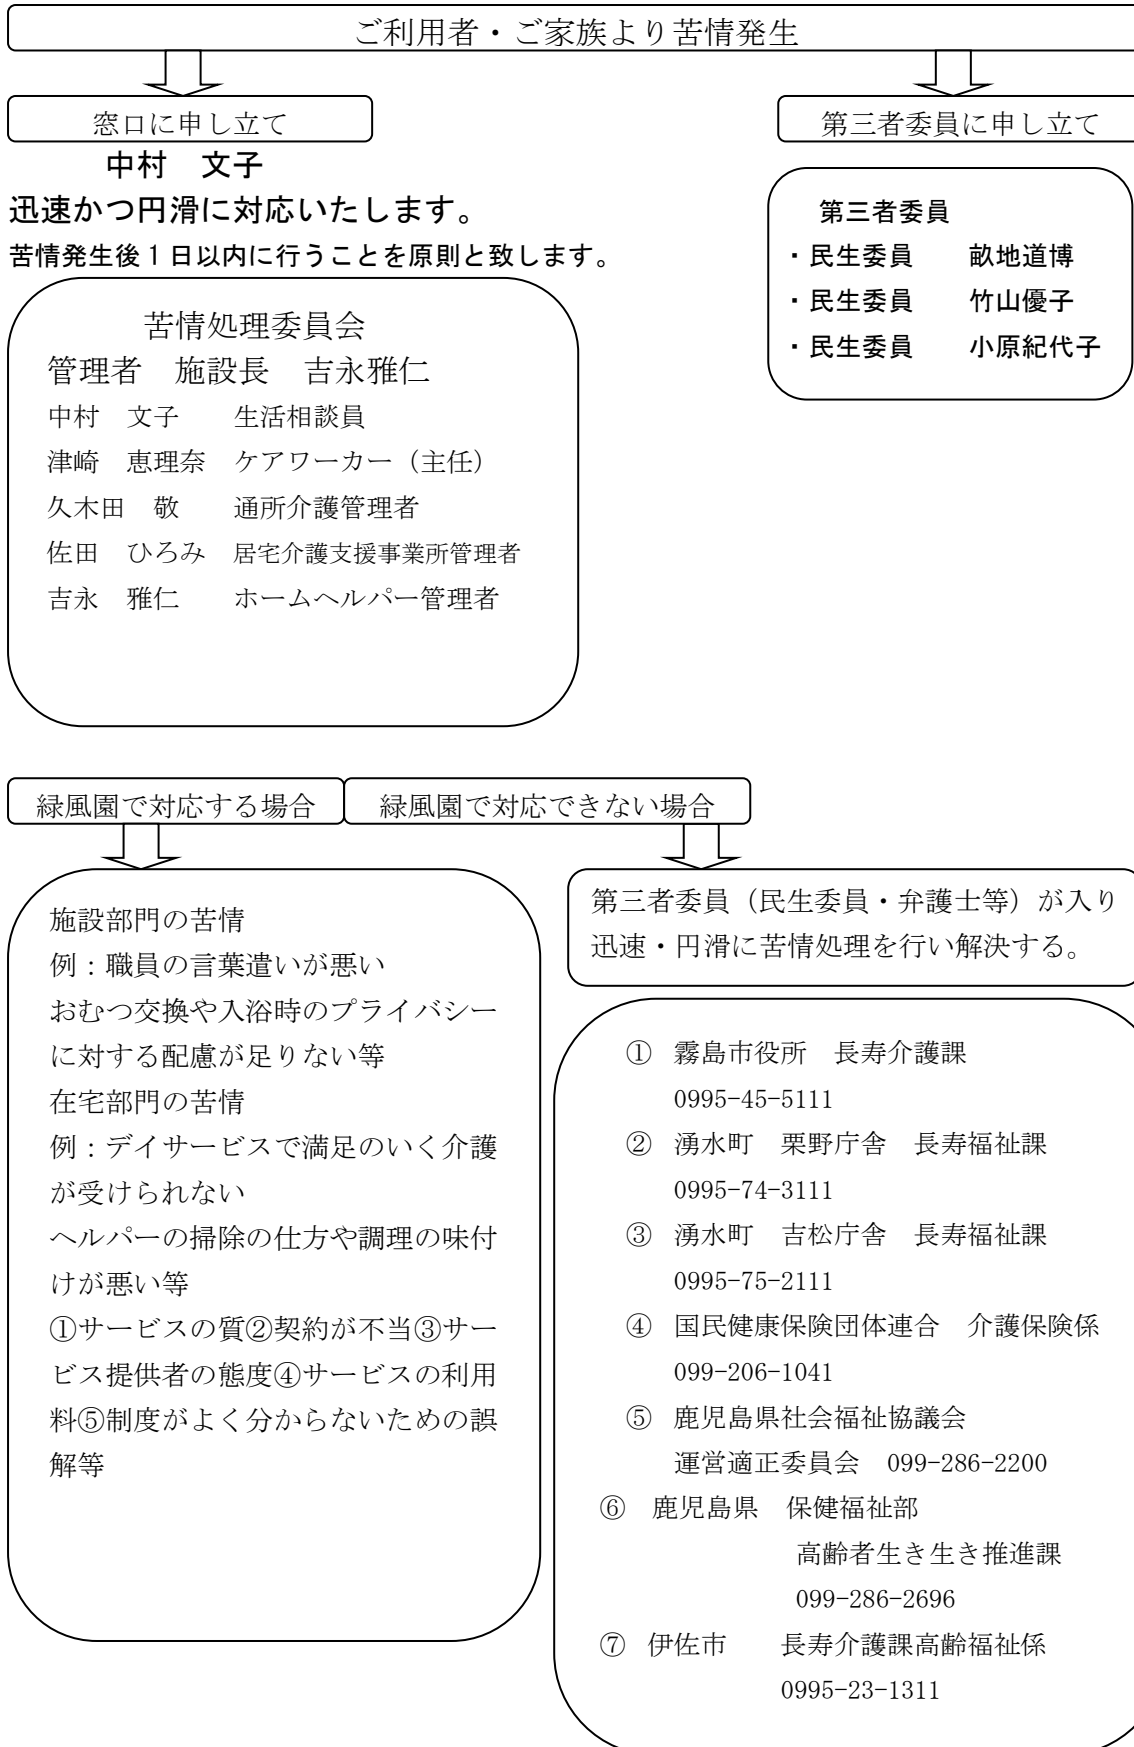 ご利用者・ご家族より苦情発生
窓口に申し立て
中村　文子
迅速かつ円滑に対応いたします。
苦情発生後1日以内に行うことを原則と致します。
苦情処理委員会
管理者　施設長　吉永雅仁
中村　文子　生活相談員
津崎　恵理奈　ケアワーカー（主任）
久木田　敬　通所介護管理者
佐田　ひろみ　居宅介護支援事業所管理者
吉永　雅仁　ホームヘルパー管理者
第三者委員に申し立て
第三者委員
・民生委員　畝地道博
・民生委員　竹山優子
・民生委員　小原紀代子
緑風園で対応する場合
施設部門の苦情
例：職員の言葉遣いが悪い
おむつ交換や入浴時のプライバシー
に対する配慮が足りない等
在宅部門の苦情
例：デイサービスで満足のいく介護
が受けられない
ヘルパーの掃除の仕方や調理の味付
けが悪い等
①サービスの質②契約が不当③サー
ビス提供者の態度④サービスの利用
料⑤制度がよく分からないための誤
解等
緑風園で対応できない場合
第三者委員（民生委員・弁護士等）が入り
迅速・円滑に苦情処理を行い解決する。
①　霧島市役所　長寿介護課
0995-45-5111
②　湧水町　栗野庁舎　長寿福祉課
0995-74-3111
③　湧水町　吉松庁舎　長寿福祉課
0995-75-2111
④　国民健康保険団体連合　介護保険係
099-206-1041
⑤　鹿児島県社会福祉協議会
運営適正委員会　099-286-2200
⑥　鹿児島県　保健福祉部
高齢者生き生き推進課
099-286-2696
⑦　伊佐市　長寿介護課高齢福祉係
0995-23-1311